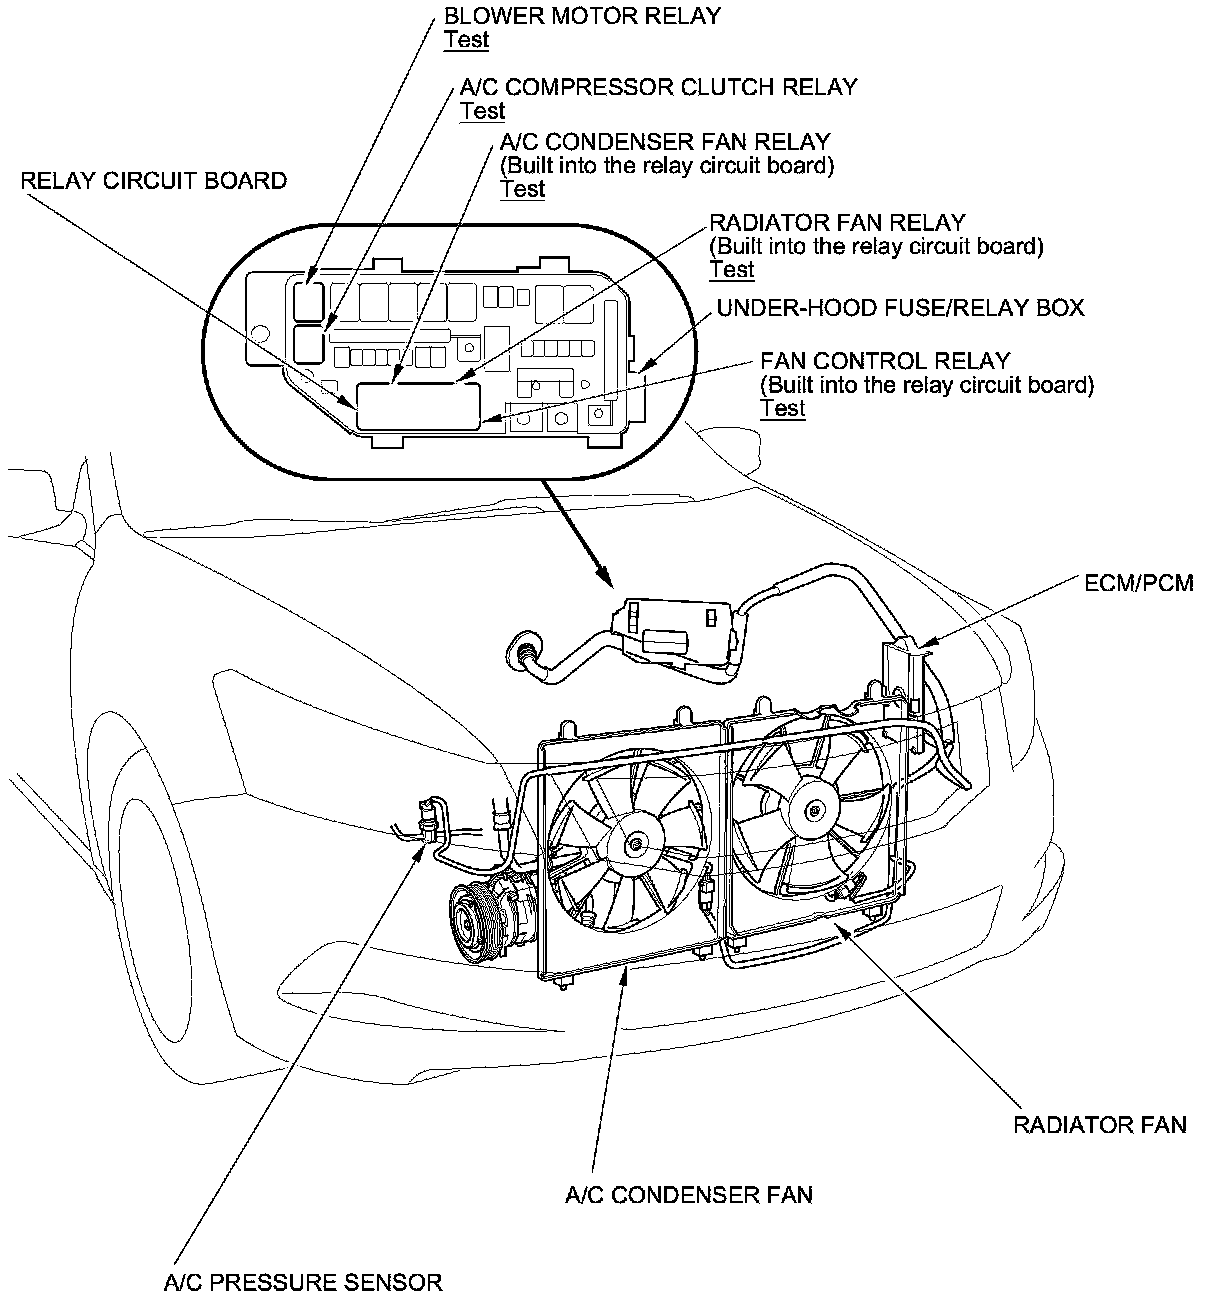 BLOWER MOTOR RELAY
Test
A/C COMPRESSOR CLUTCH RELAY
Test
A/C CONDENSER FAN RELAY
(Built into the relay circuit board)
Test
RELAY CIRCUIT BOARD
RADIATOR FAN RELAY
(Built into the relay circuit board)
Test
UNDER-HOOD FUSE/RELAY BOX
FAN CONTROL RELAY
(Built into the relay circuit board)
Test
ECM/PCM
RADIATOR FAN
A/C CONDENSER FAN
A/C PRESSURE SENSOR